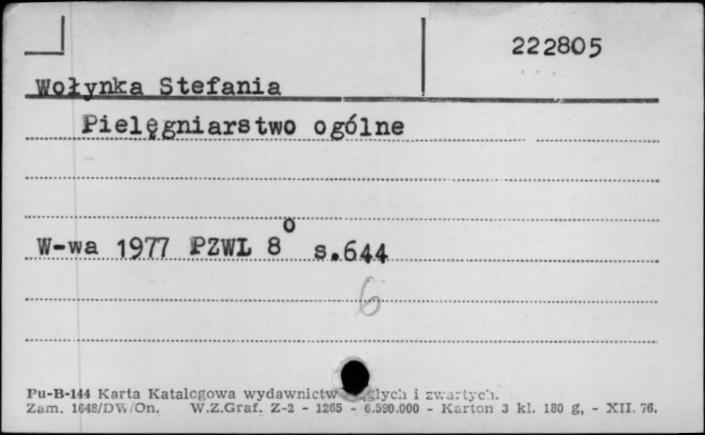 222805
Wołynka Stefania
Pielęgniarstwo ogólne
W-wa 1977 PZWL 8⁰ s.644
6
Pu-B-144 Karta Katalogowa wydawnictw i zwartych.
Zam. 1648/DW/On. W.Z.Graf. Z-2 - 1265 - 6.590.000 - Karton 3 kl. 180 g, - XII. 76.